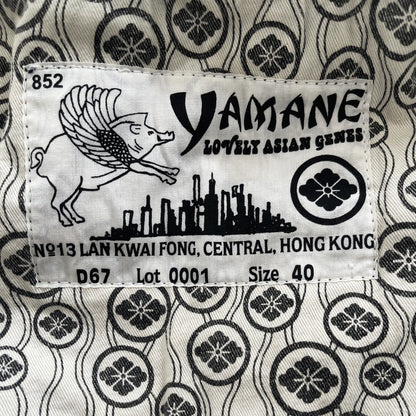 852
YAMANE
LOVELY ASIAN GENES
Nº13 LAN KWAI FONG, CENTRAL, HONG KONG
D67 Lot 0001 Size 40